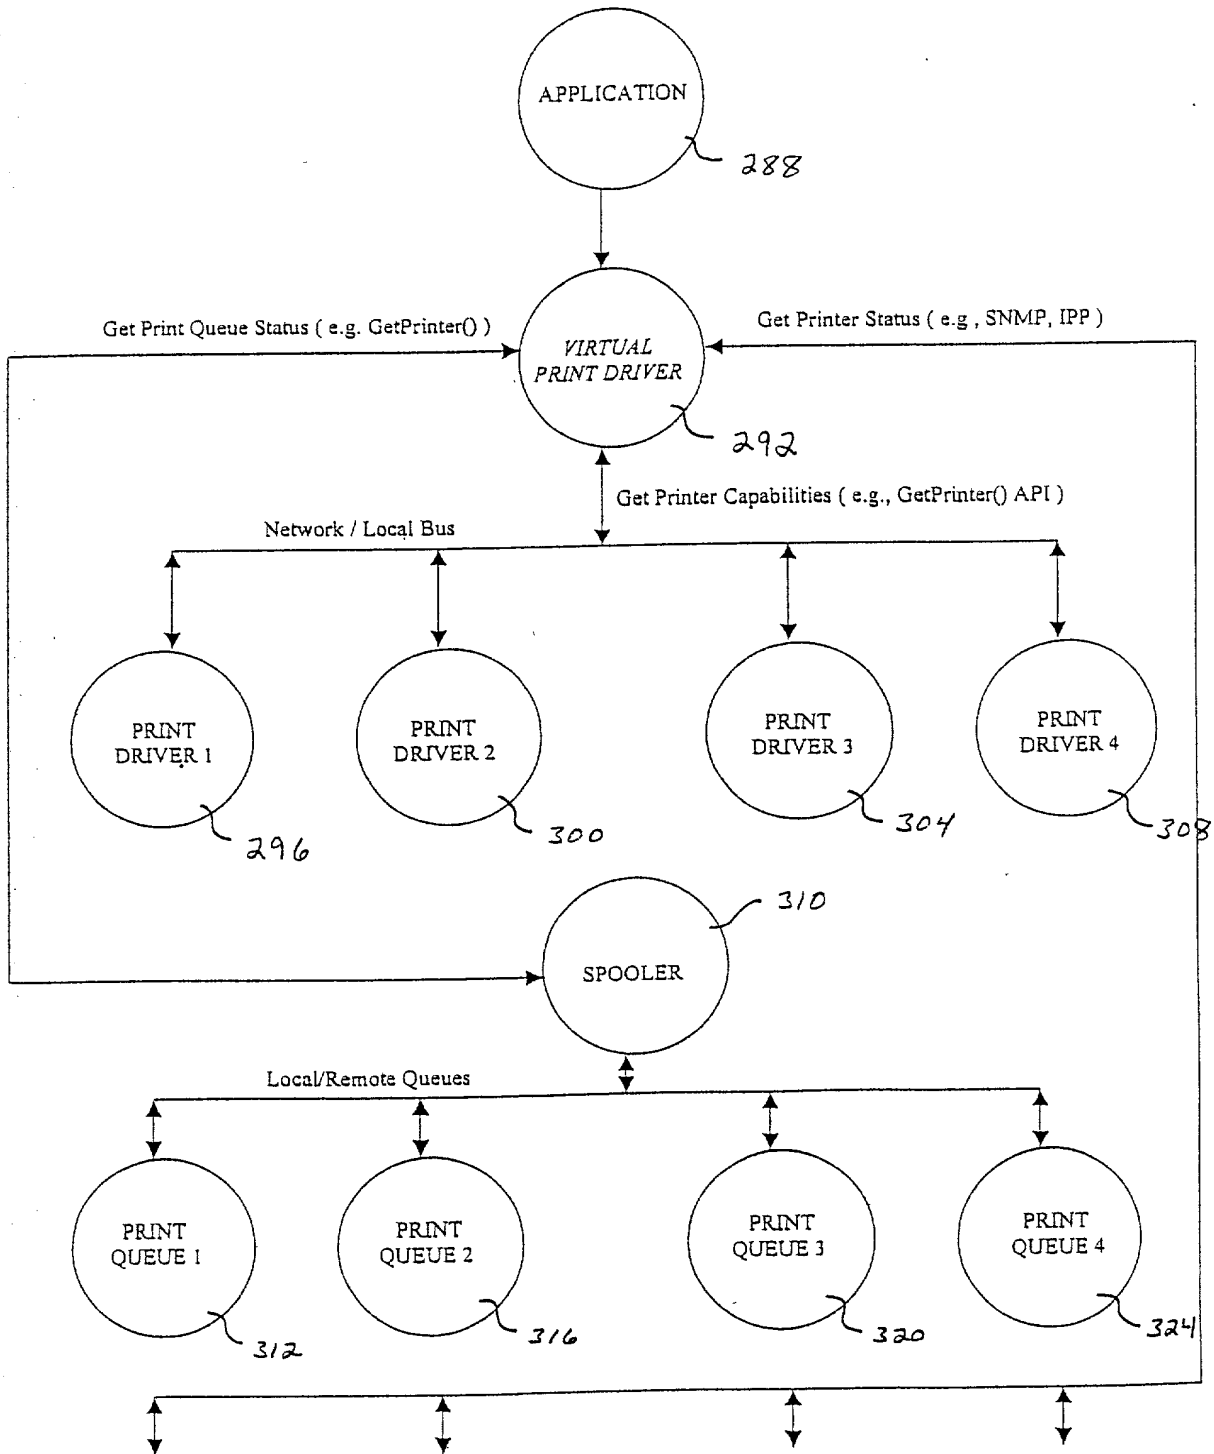 APPLICATION
288
Get Print Queue Status ( e.g. GetPrinter() )
Get Printer Status ( e.g , SNMP, IPP )
VIRTUAL
PRINT DRIVER
292
Get Printer Capabilities ( e.g., GetPrinter() API )
Network / Local Bus
PRINT
DRIVER 1
296
PRINT
DRIVER 2
300
PRINT
DRIVER 3
304
PRINT
DRIVER 4
308
310
SPOOLER
Local/Remote Queues
PRINT
QUEUE 1
312
PRINT
QUEUE 2
316
PRINT
QUEUE 3
320
PRINT
QUEUE 4
324